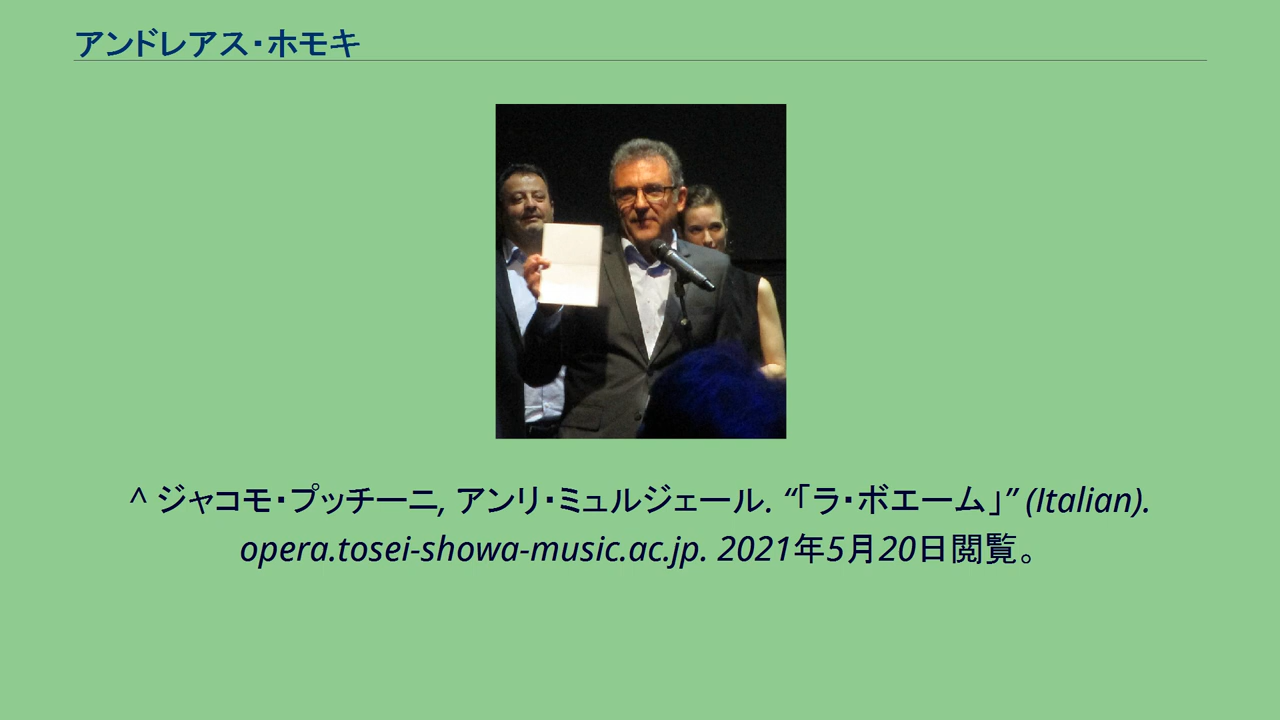 アンドレアス・ホモキ
^ ジャコモ・プッチーニ, アンリ・ミュルジェール. “「ラ・ボエーム」” (Italian).
opera.tosei-showa-music.ac.jp. 2021年5月20日閲覧。